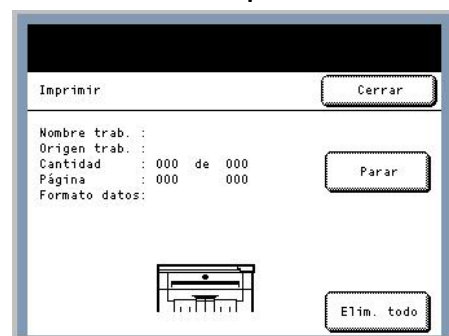 Imprimir Cerrar
Nombre trab. :
Origen trab. :
Cantidad : 000 de 000
Página : 000 000
Formato datos:
Parar
Elim. todo